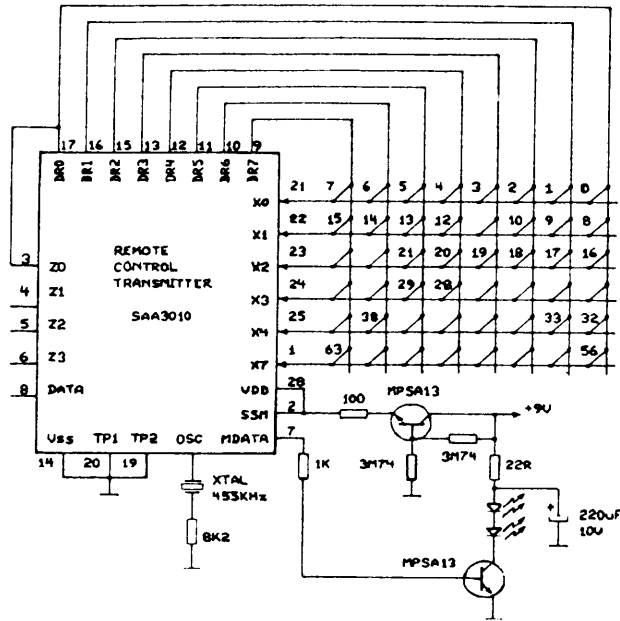 17 16 15 13 12 11 10 9
DR0 DR1 DR2 DR3 DR4 DR5 DR6 DR7
X0 21 7 6 5 4 3 2 1 0
X1 22 15 14 13 12 10 9 8
3 Z0 REMOTE CONTROL TRANSMITTER X2 23 21 20 19 18 17 16
4 Z1 X3 24 29 28
SAA3010
5 Z2 X4 25 38 33 32
6 Z3 X7 1 63 56
8 DATA VDD 28
SSM 2 100 MPSA13 +9V
Vss TP1 TP2 OSC MDATA 7
14 20 19
1K 3M74 3M74 22R
XTAL
455KHz
8K2
+ 220uF
10V
MPSA13